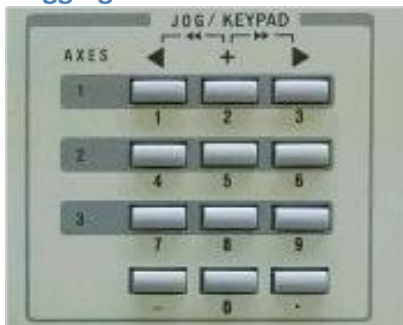 JOG/ KEYPAD
◀◀ ▶▶
AXES ◀ + ▶
1
1 2 3
2
4 5 6
3
7 8 9
- 0 .